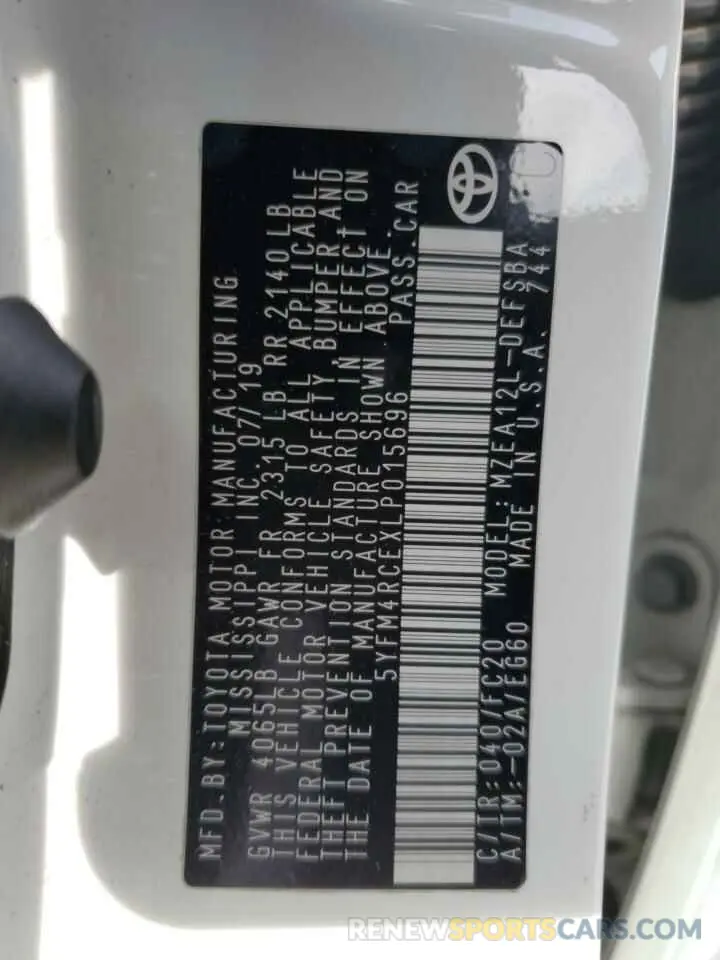 MFD.BY:TOYOTA MOTOR MANUFACTURING
MISSISSIPPI INC. 07/19
GVWR 4065LB GAWR FR 2315 LB RR 2140LB
THIS VEHICLE CONFORMS TO ALL APPLICABLE
FEDERAL MOTOR VEHICLE SAFETY BUMPER AND
THEFT PREVENTION STANDARDS IN EFFECT ON
THE DATE OF MANUFACTURE SHOWN ABOVE.
5YFM4RCEXLP015696 PASS.CAR
C/TR:040/FC20 MODEL:MZEA12L-DEFSBA
A/TM:-02A/EG60 MADE IN U.S.A. 744
C
RENEWSPORTSCARS.COM